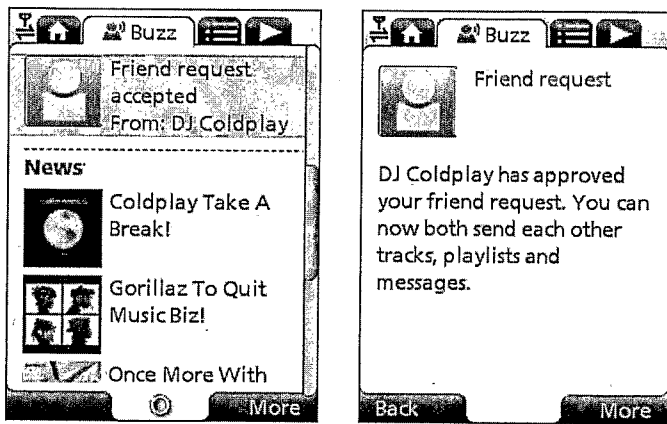 Buzz
Friend request
accepted
From: DJ Coldplay
News
Coldplay Take A
Break!
Gorillaz To Quit
Music Biz!
Once More With
More
Buzz
Friend request
DJ Coldplay has approved
your friend request. You can
now both send each other
tracks, playlists and
messages.
Back
More